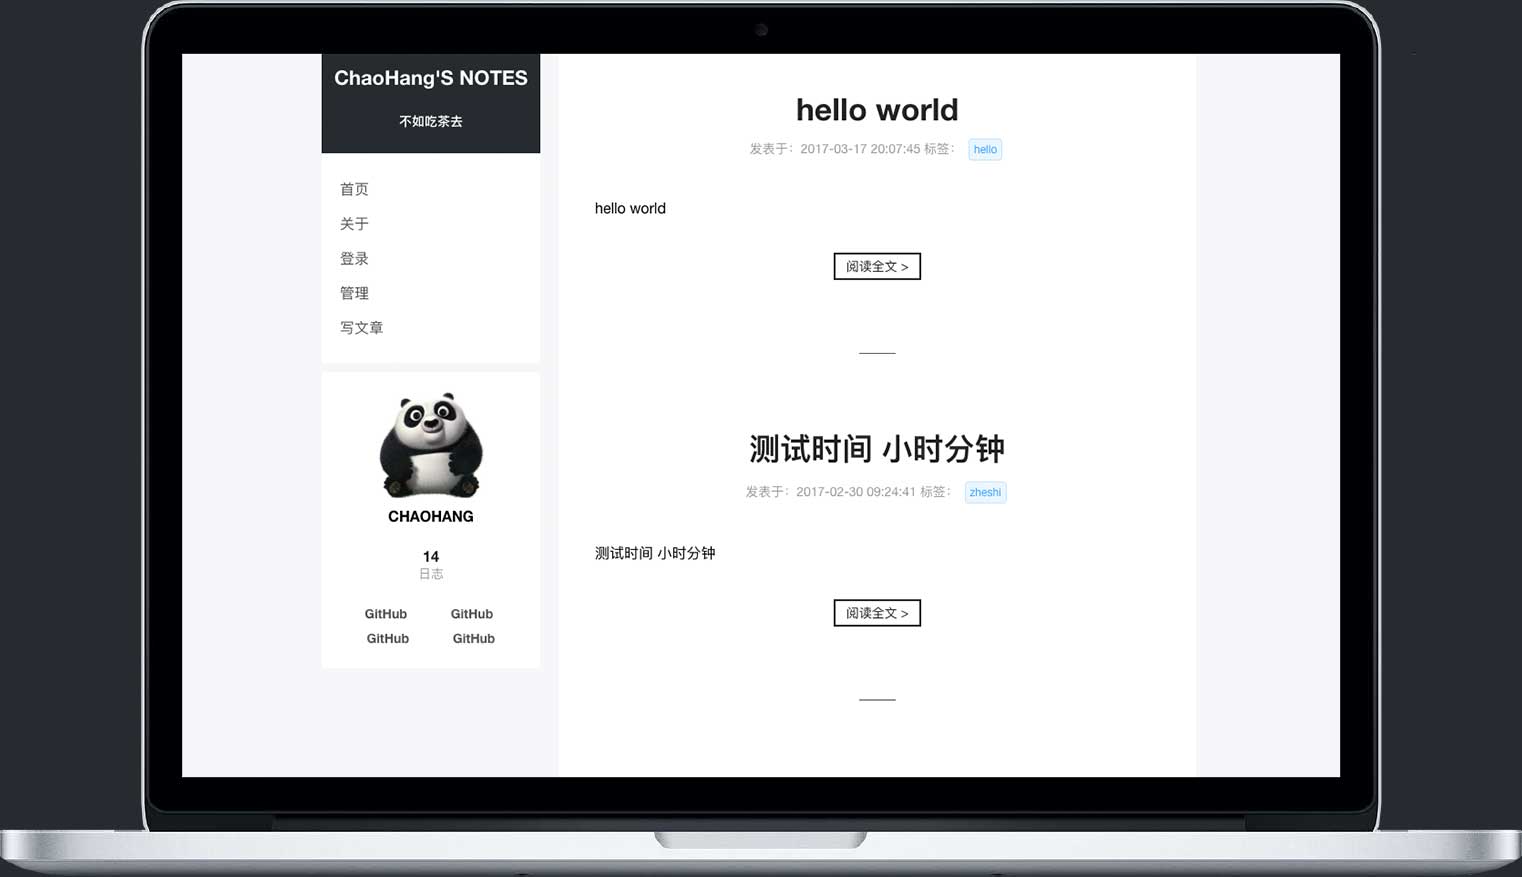 ChaoHang'S NOTES
不如吃茶去
首页
关于
登录
管理
写文章
CHAOHANG
14
日志
GitHub GitHub
GitHub GitHub
hello world
发表于：2017-03-17 20:07:45 标签： hello
hello world
阅读全文 >
测试时间 小时分钟
发表于：2017-02-30 09:24:41 标签： zheshi
测试时间 小时分钟
阅读全文 >